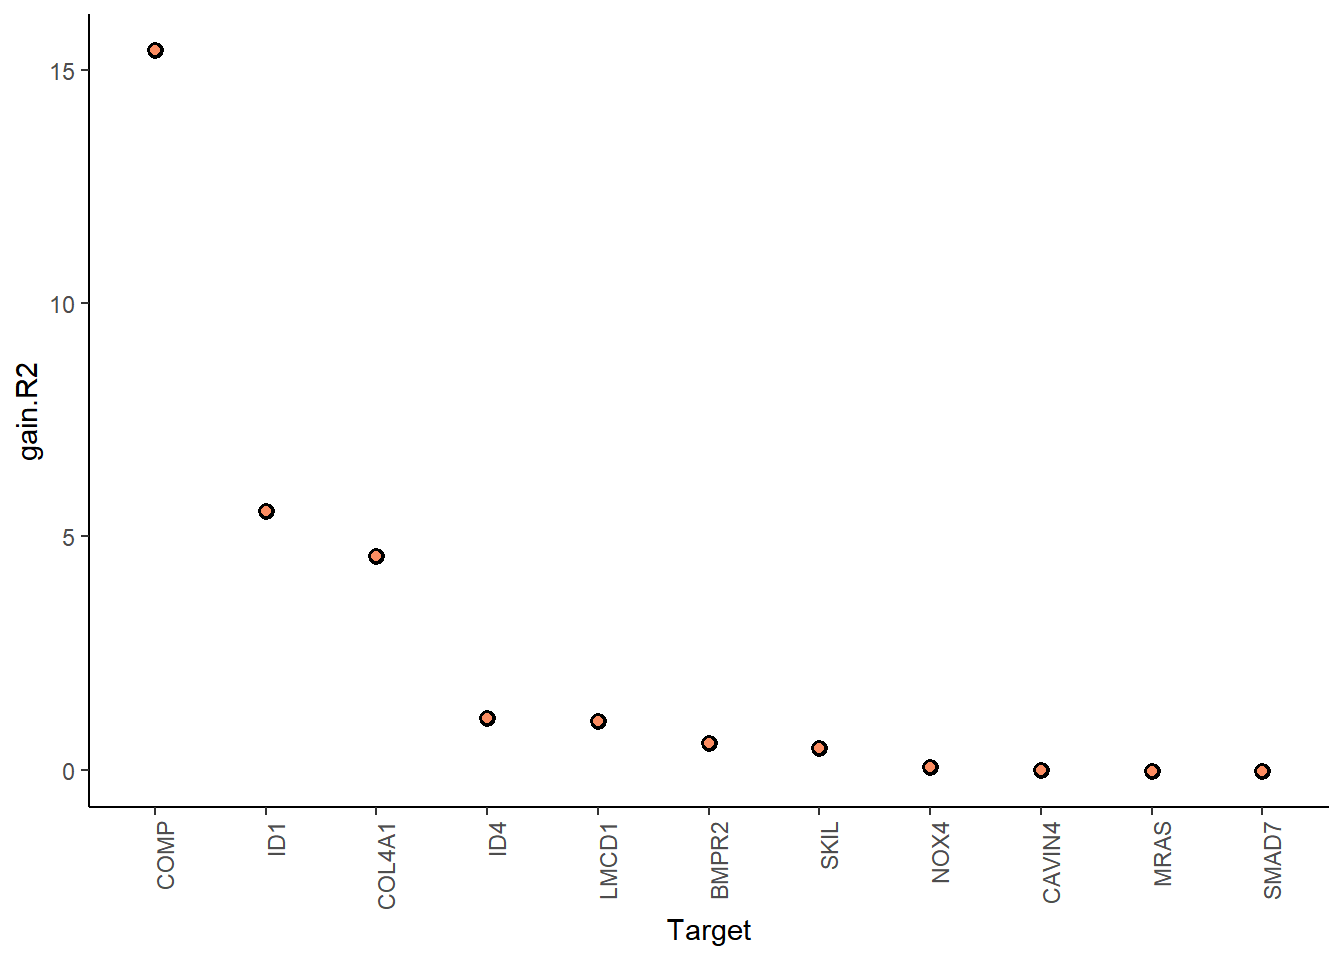 15
10
5
0
gain.R2
COMP
ID1
COL4A1
ID4
LMCD1
BMPR2
SKIL
NOX4
CAVIN4
MRAS
SMAD7
Target